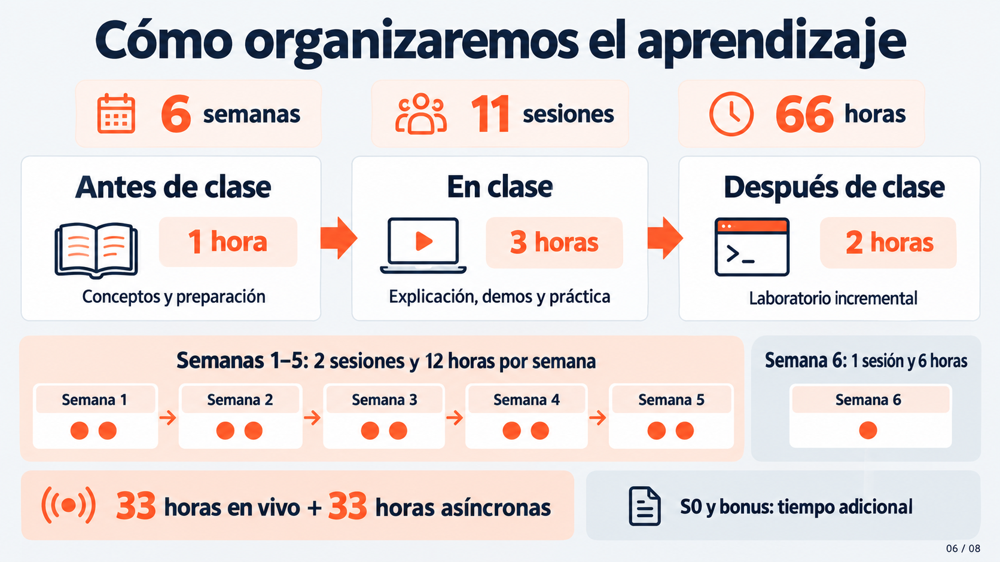 Cómo organizaremos el aprendizaje
6 semanas
11 sesiones
66 horas
Antes de clase
1 hora
Conceptos y preparación
En clase
3 horas
Explicación, demos y práctica
Después de clase
2 horas
Laboratorio incremental
Semanas 1–5: 2 sesiones y 12 horas por semana
Semana 1
Semana 2
Semana 3
Semana 4
Semana 5
Semana 6: 1 sesión y 6 horas
Semana 6
33 horas en vivo + 33 horas asíncronas
S0 y bonus: tiempo adicional
06 / 08